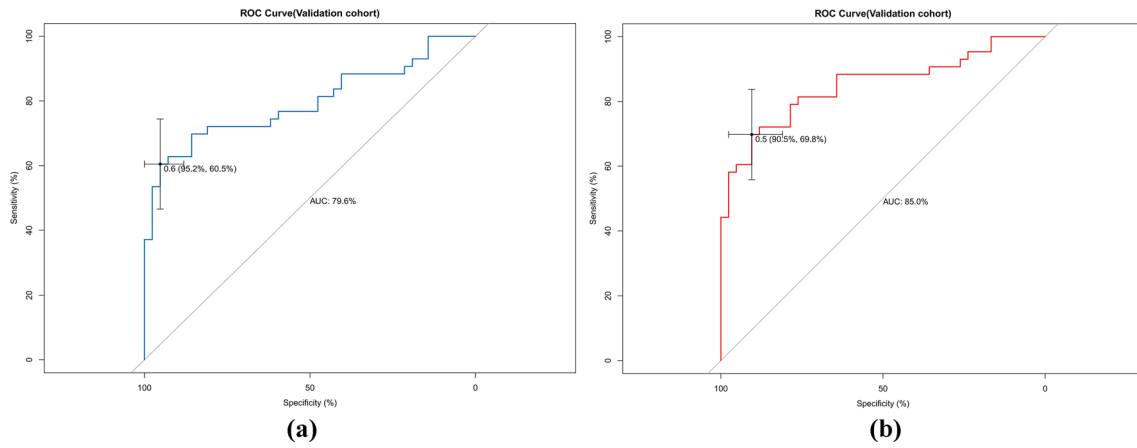 ROC Curve(Validation cohort)
100
80
60
40
20
0
Sensitivity (%)
0.6 (95.2%, 60.5%)
AUC: 79.6%
100
50
0
Specificity (%)
(a)
ROC Curve(Validation cohort)
100
80
60
40
20
0
Sensitivity (%)
0.5 (90.5%, 69.8%)
AUC: 85.0%
100
50
0
Specificity (%)
(b)